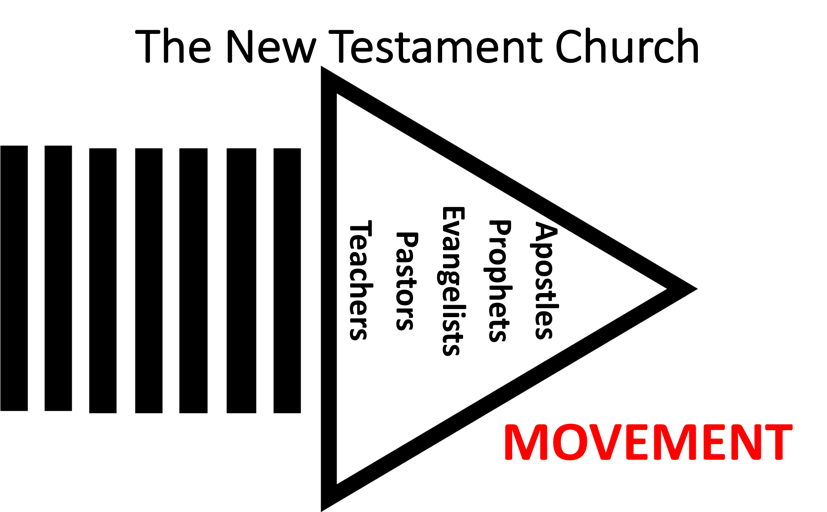 The New Testament Church
Apostles
Prophets
Evangelists
Pastors
Teachers
MOVEMENT